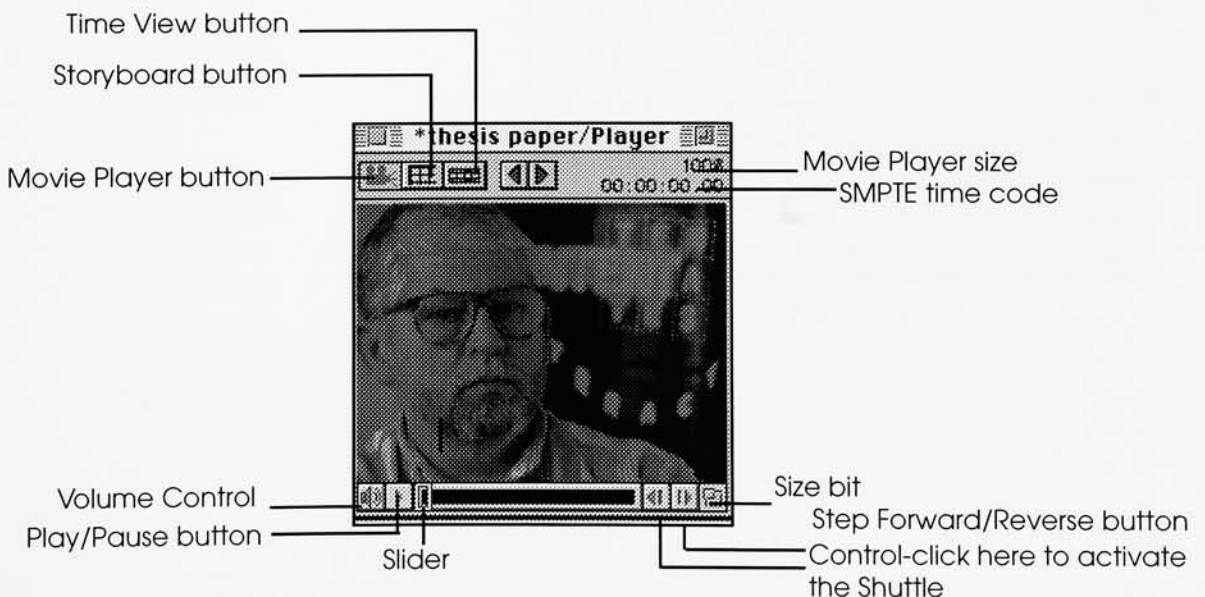 Time View button
Storyboard button
*thesis paper/Player
Movie Player button
100%
Movie Player size
00:00:00.00
SMPTE time code
Volume Control
Size bit
Play/Pause button
Step Forward/Reverse button
Slider
Control-click here to activate
the Shuttle